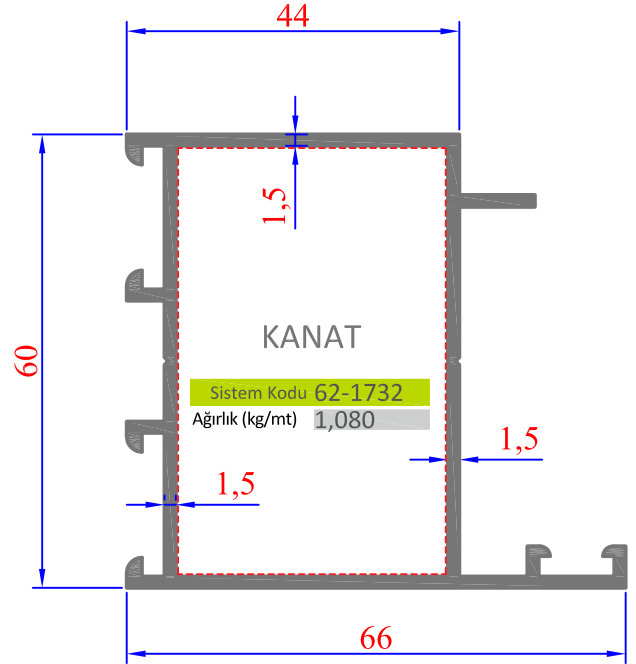 44
1,5
60
KANAT
Sistem Kodu 62-1732
Ağırlık (kg/mt) 1,080
1,5
1,5
66